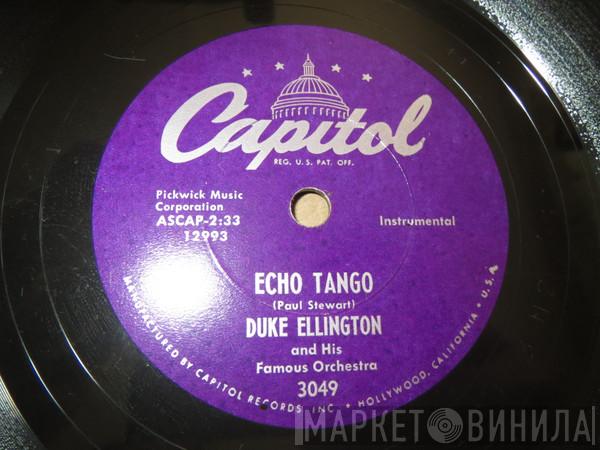 Capitol
REG. U. S. PAT. OFF.
Pickwick Music
Corporation
ASCAP-2:33
12993
Instrumental
ECHO TANGO
(Paul Stewart)
DUKE ELLINGTON
and His
Famous Orchestra
3049
MANUFACTURED BY CAPITOL RECORDS, INC. • HOLLYWOOD, CALIFORNIA • U.S.A.
МАРКЕТ ВИНИЛА